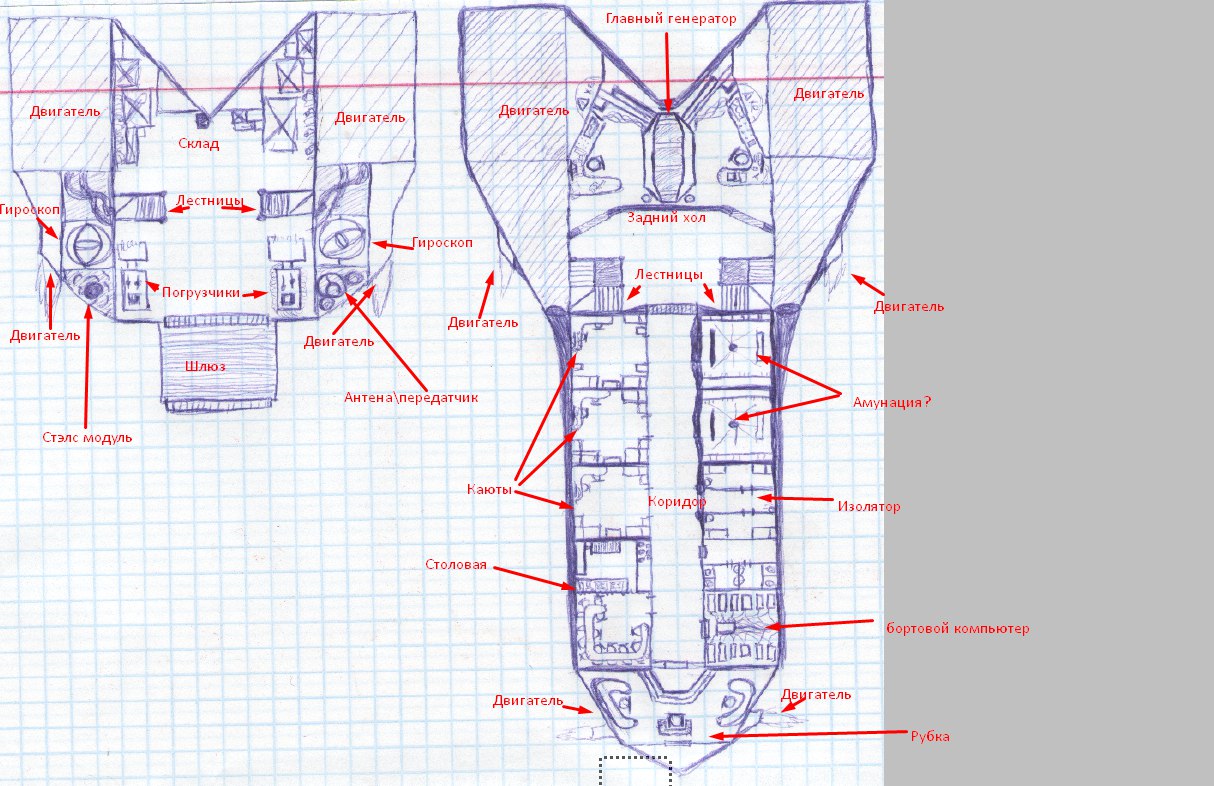 Главный генератор
Двигатель
Двигатель
Склад
Двигатель
Двигатель
Лестницы
Гироскоп
Гироскоп
Задний хол
Лестницы
Погрузчики
Двигатель
Двигатель
Двигатель
Двигатель
Шлюз
Антена\передатчик
Амунация?
Стэлс модуль
Каюты
Коридор
Изолятор
Столовая
бортовой компьютер
Двигатель
Двигатель
Рубка